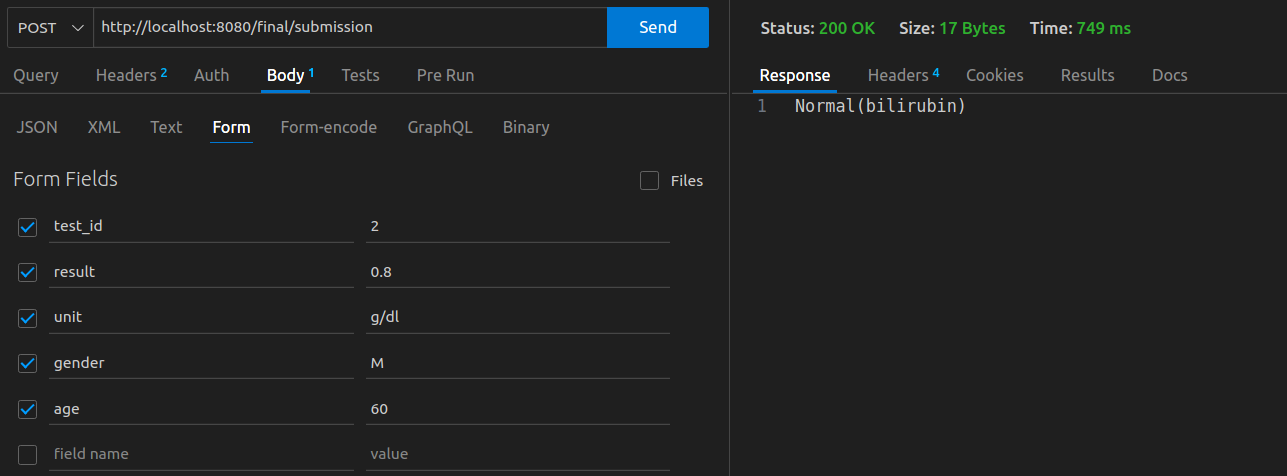 POST http://localhost:8080/final/submission Send
Query Headers 2 Auth Body 1 Tests Pre Run
JSON XML Text Form Form-encode GraphQL Binary
Form Fields Files
test_id 2
result 0.8
unit g/dl
gender M
age 60
field name value
Status: 200 OK Size: 17 Bytes Time: 749 ms
Response Headers 4 Cookies Results Docs
1 Normal(bilirubin)